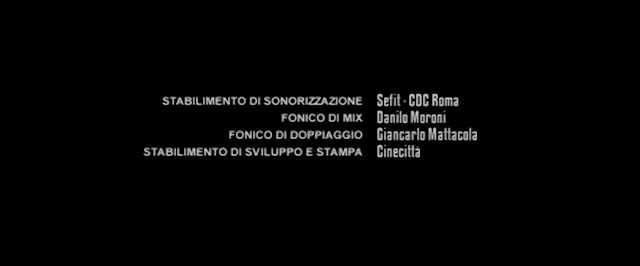 STABILIMENTO DI SONORIZZAZIONE Sefit - CDC Roma
FONICO DI MIX Danilo Moroni
FONICO DI DOPPIAGGIO Giancarlo Mattacola
STABILIMENTO DI SVILUPPO E STAMPA Cinecittà